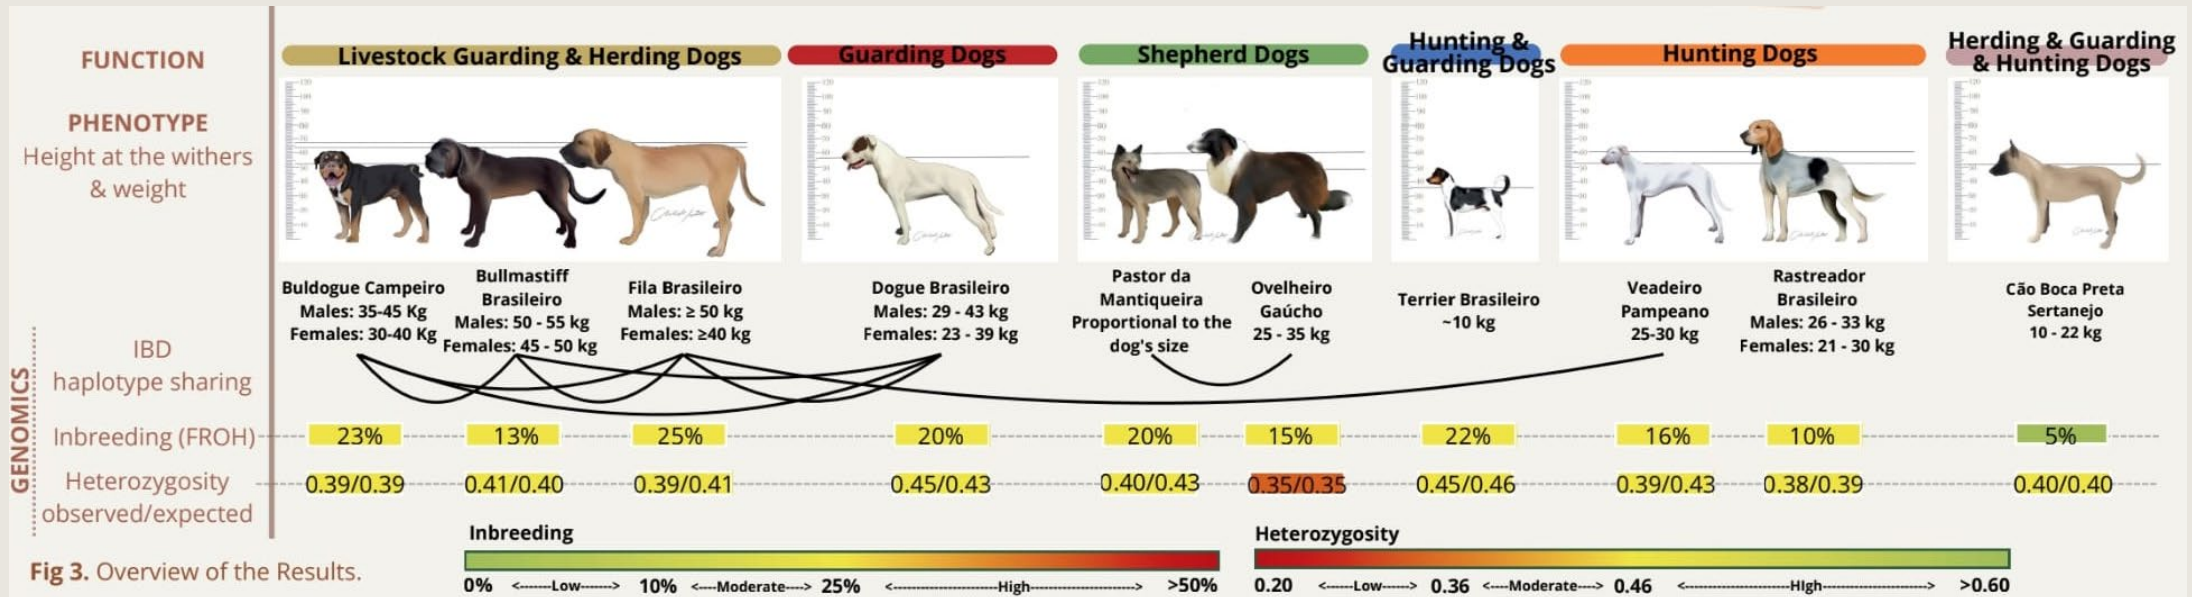 FUNCTION
Livestock Guarding & Herding Dogs
Guarding Dogs
Shepherd Dogs
Hunting &
Guarding Dogs
Hunting Dogs
Herding & Guarding
& Hunting Dogs
PHENOTYPE
Height at the withers
& weight
Buldogue Campeiro
Males: 35-45 Kg
Females: 30-40 Kg
Bullmastiff
Brasileiro
Males: 50 - 55 kg
Females: 45 - 50 kg
Fila Brasileiro
Males: ≥ 50 kg
Females: ≥40 kg
Dogue Brasileiro
Males: 29 - 43 kg
Females: 23 - 39 kg
Pastor da
Mantiqueira
Proportional to the
dog's size
Ovelheiro
Gaúcho
25 - 35 kg
Terrier Brasileiro
~10 kg
Veadeiro
Pampeano
25-30 kg
Rastreador
Brasileiro
Males: 26 - 33 kg
Females: 21 - 30 kg
Cão Boca Preta
Sertanejo
10 - 22 kg
GENOMICS
IBD
haplotype sharing
Inbreeding (FROH)
23% 13% 25% 20% 20% 15% 22% 16% 10% 5%
Heterozygosity
observed/expected
0.39/0.39 0.41/0.40 0.39/0.41 0.45/0.43 0.40/0.43 0.35/0.35 0.45/0.46 0.39/0.43 0.38/0.39 0.40/0.40
Inbreeding
0% <-------Low-------> 10% <----Moderate----> 25% <---------------High---------------> >50%
Heterozygosity
0.20 <------Low------> 0.36 <----Moderate----> 0.46 <---------------HIgh---------------> >0.60
Fig 3. Overview of the Results.